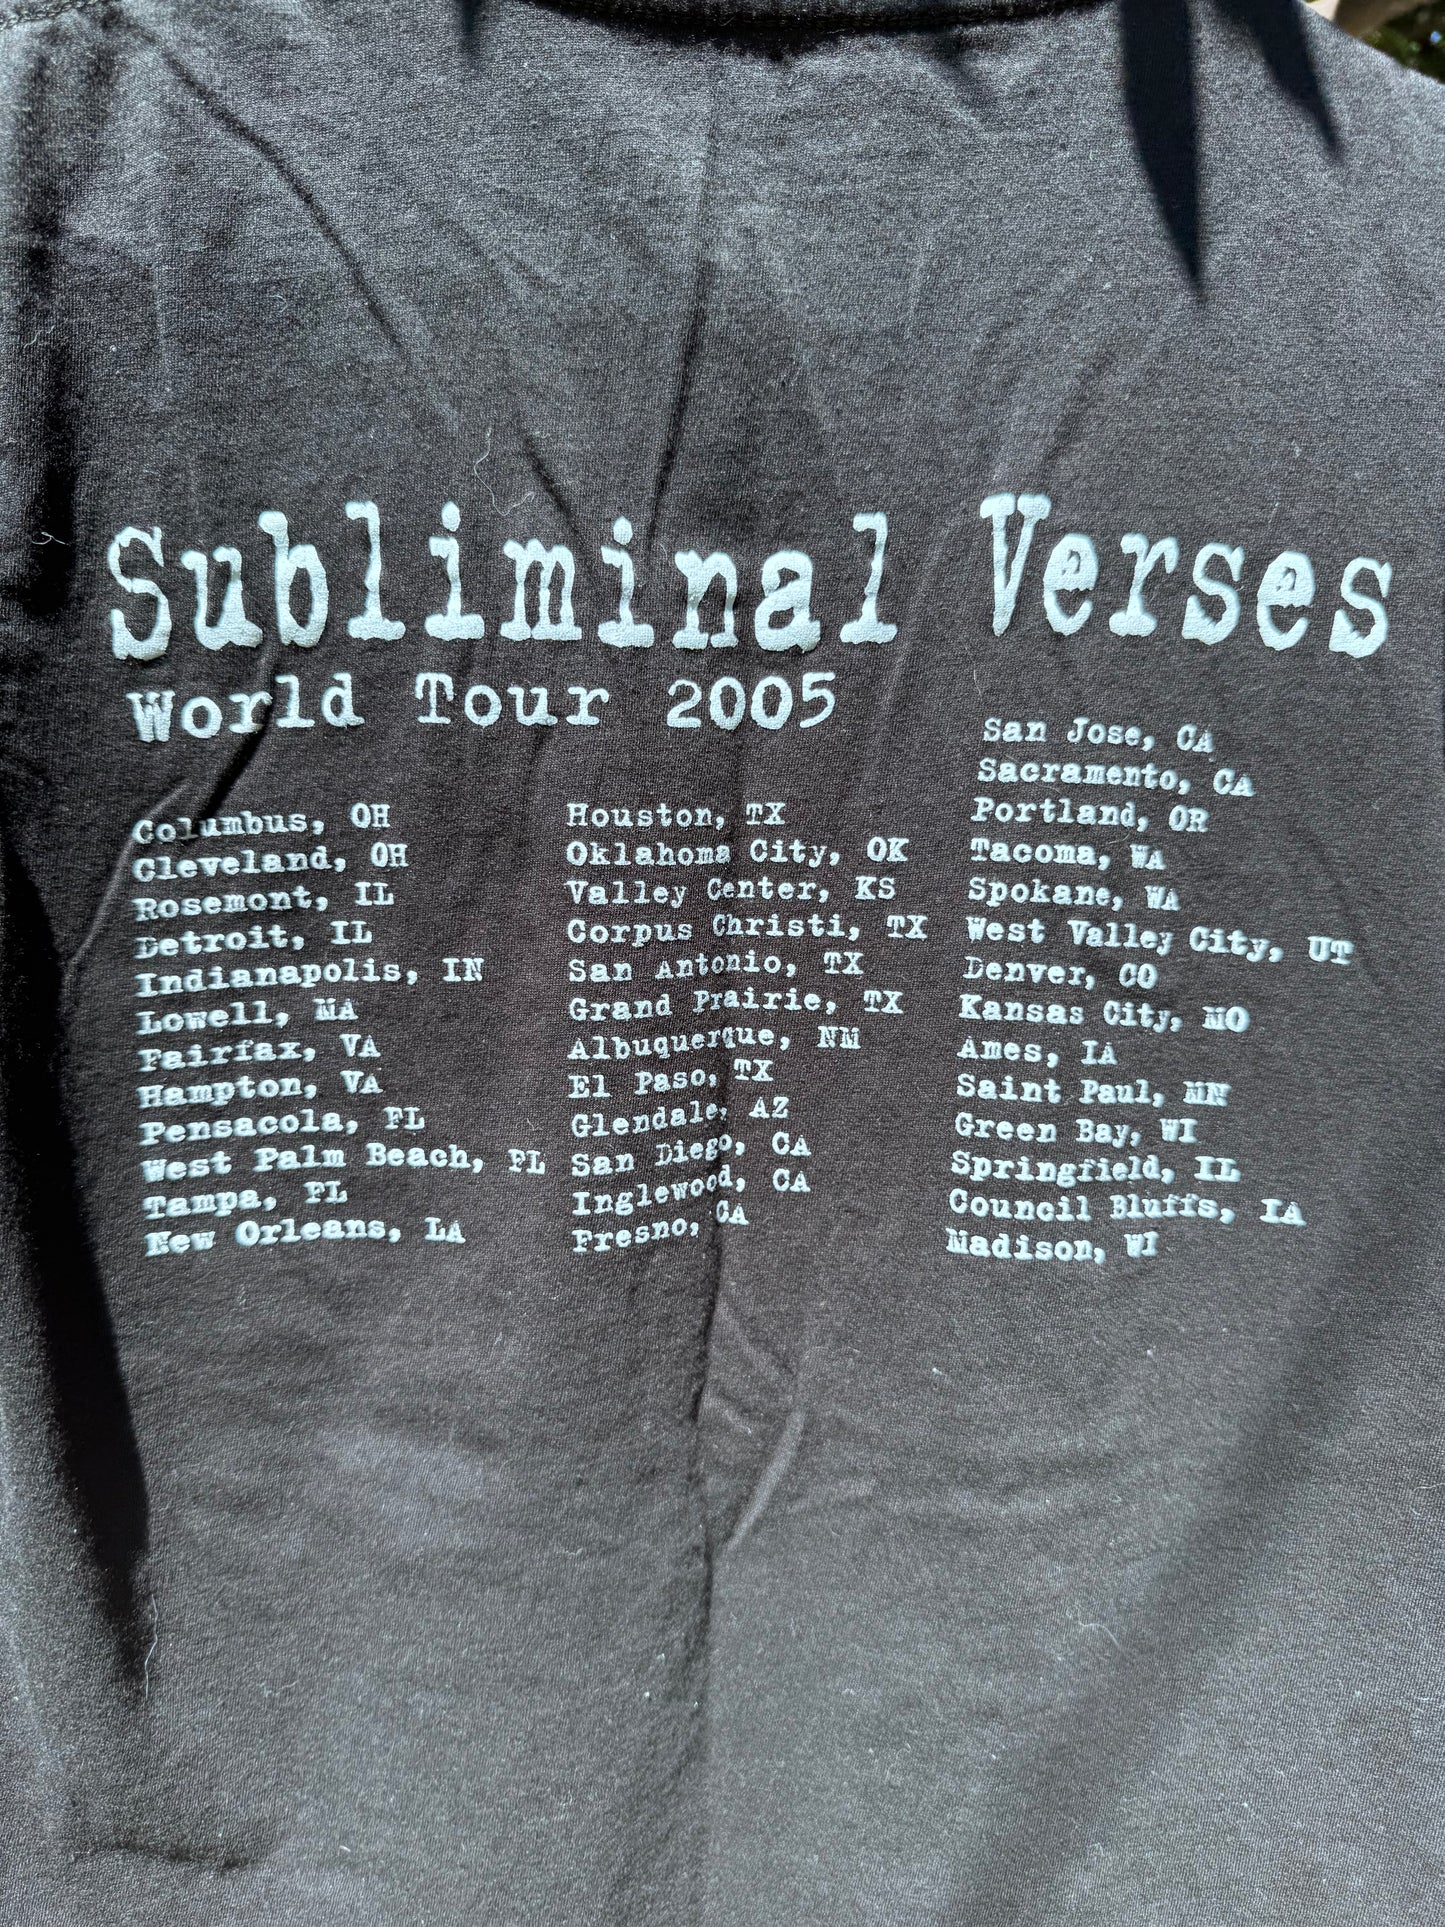 Subliminal Verses
World Tour 2005
Columbus, OH
Cleveland, OH
Rosemont, IL
Detroit, IL
Indianapolis, IN
Lowell, MA
Fairfax, VA
Hampton, VA
Pensacola, FL
West Palm Beach, FL
Tampa, FL
New Orleans, LA
Houston, TX
Oklahoma City, OK
Valley Center, KS
Corpus Christi, TX
San Antonio, TX
Grand Prairie, TX
Albuquerque, NM
El Paso, TX
Glendale, AZ
San Diego, CA
Inglewood, CA
Fresno, CA
San Jose, CA
Sacramento, CA
Portland, OR
Tacoma, WA
Spokane, WA
West Valley City, UT
Denver, CO
Kansas City, MO
Ames, IA
Saint Paul, MN
Green Bay, WI
Springfield, IL
Council Bluffs, IA
Madison, WI